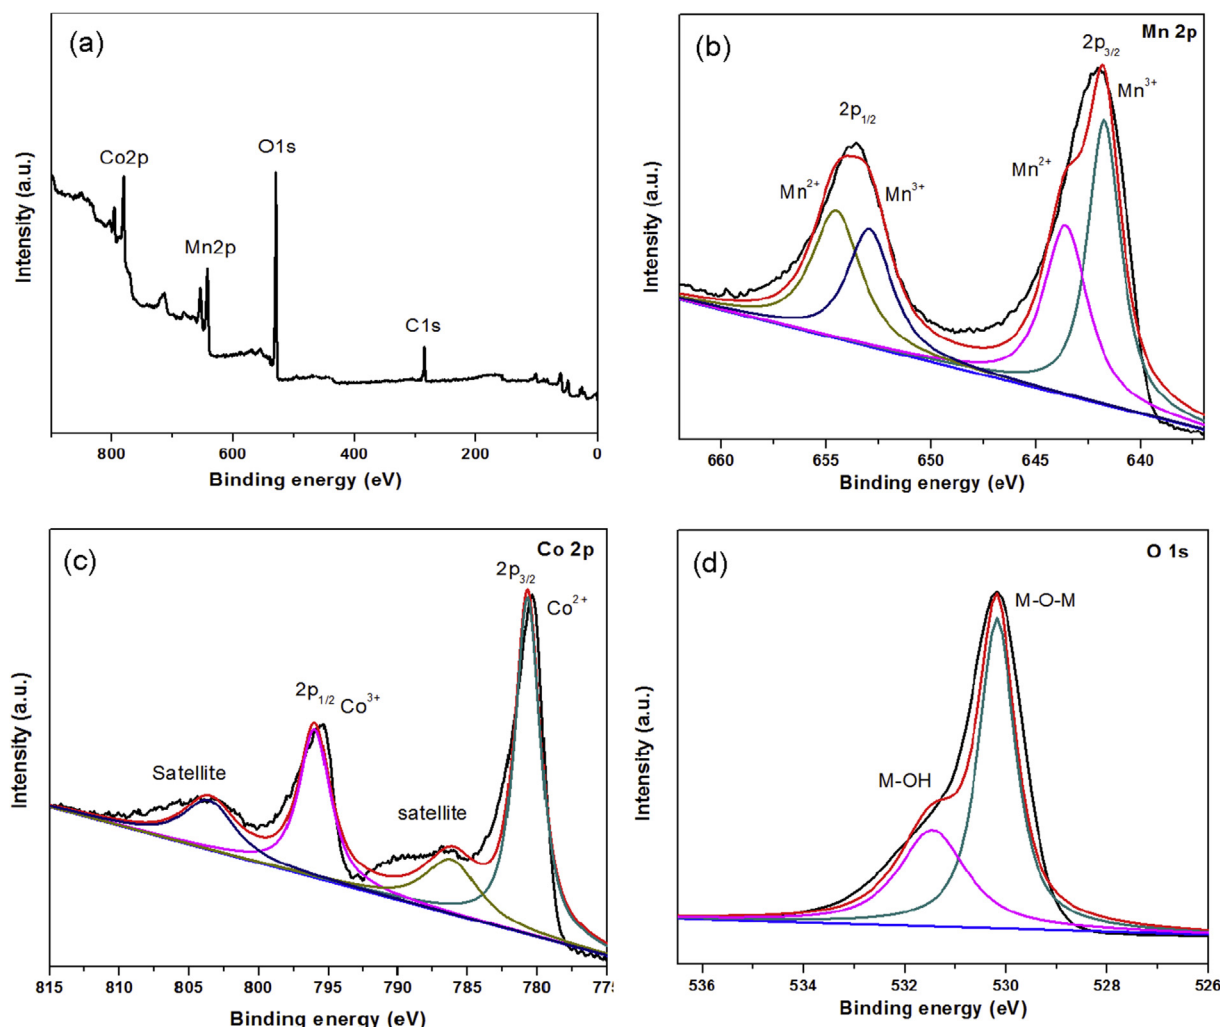 (a)
Co2p
O1s
Mn2p
C1s
Intensity (a.u.)
800 600 400 200 0
Binding energy (eV)
(b)
Mn 2p
2p3/2
Mn3+
2p1/2
Mn2+
Mn2+
Mn3+
Intensity (a.u.)
660 655 650 645 640
Binding energy (eV)
(c)
Co 2p
2p3/2
Co2+
2p1/2 Co3+
Satellite
satellite
Intensity (a.u.)
815 810 805 800 795 790 785 780 775
Binding energy (eV)
(d)
O 1s
M-O-M
M-OH
Intensity (a.u.)
536 534 532 530 528 526
Binding energy (eV)